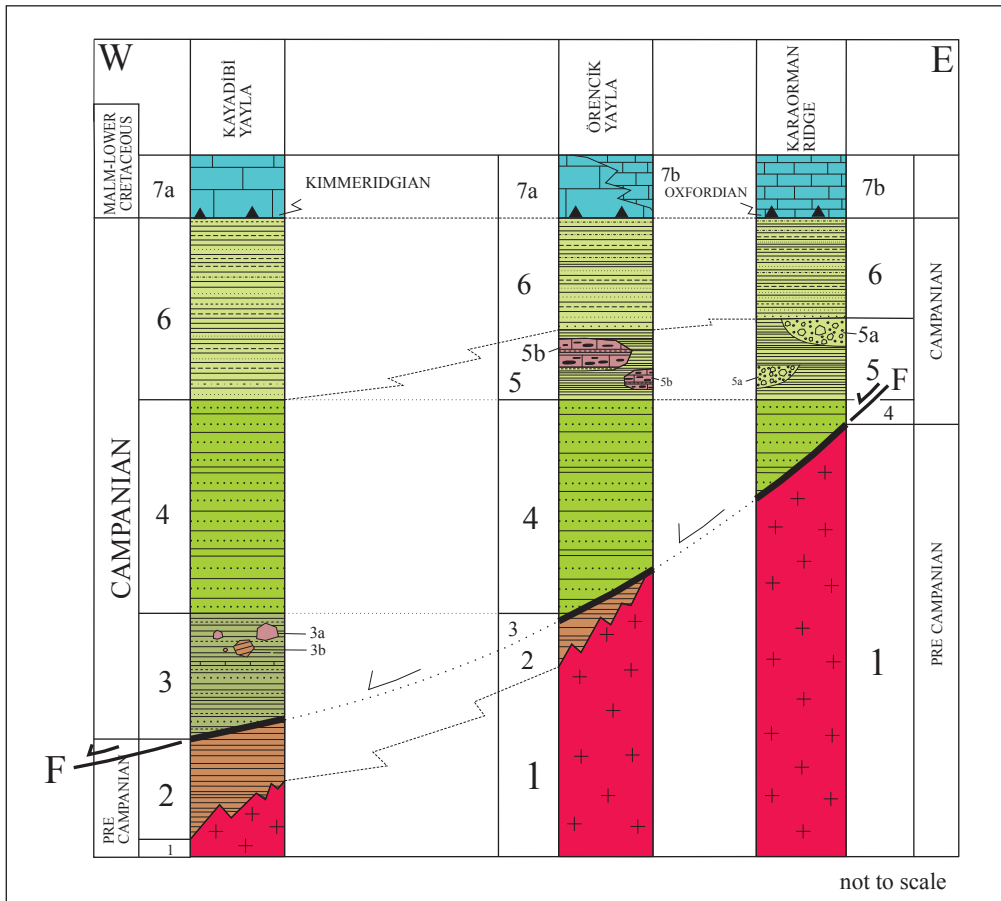 W
E
KAYADİBİ
YAYLA
ÖRENCİK
YAYLA
KARAORMAN
RIDGE
MALM-LOWER
CRETACEOUS
7a
KIMMERIDGIAN
7a
7b
OXFORDIAN
7b
6
6
6
CAMPANIAN
5a
5b
5
5b
5a
5
F
4
CAMPANIAN
4
4
3a
3b
3
3
2
1
1
PRE CAMPANIAN
F
PRE
CAMPANIAN
2
1
not to scale